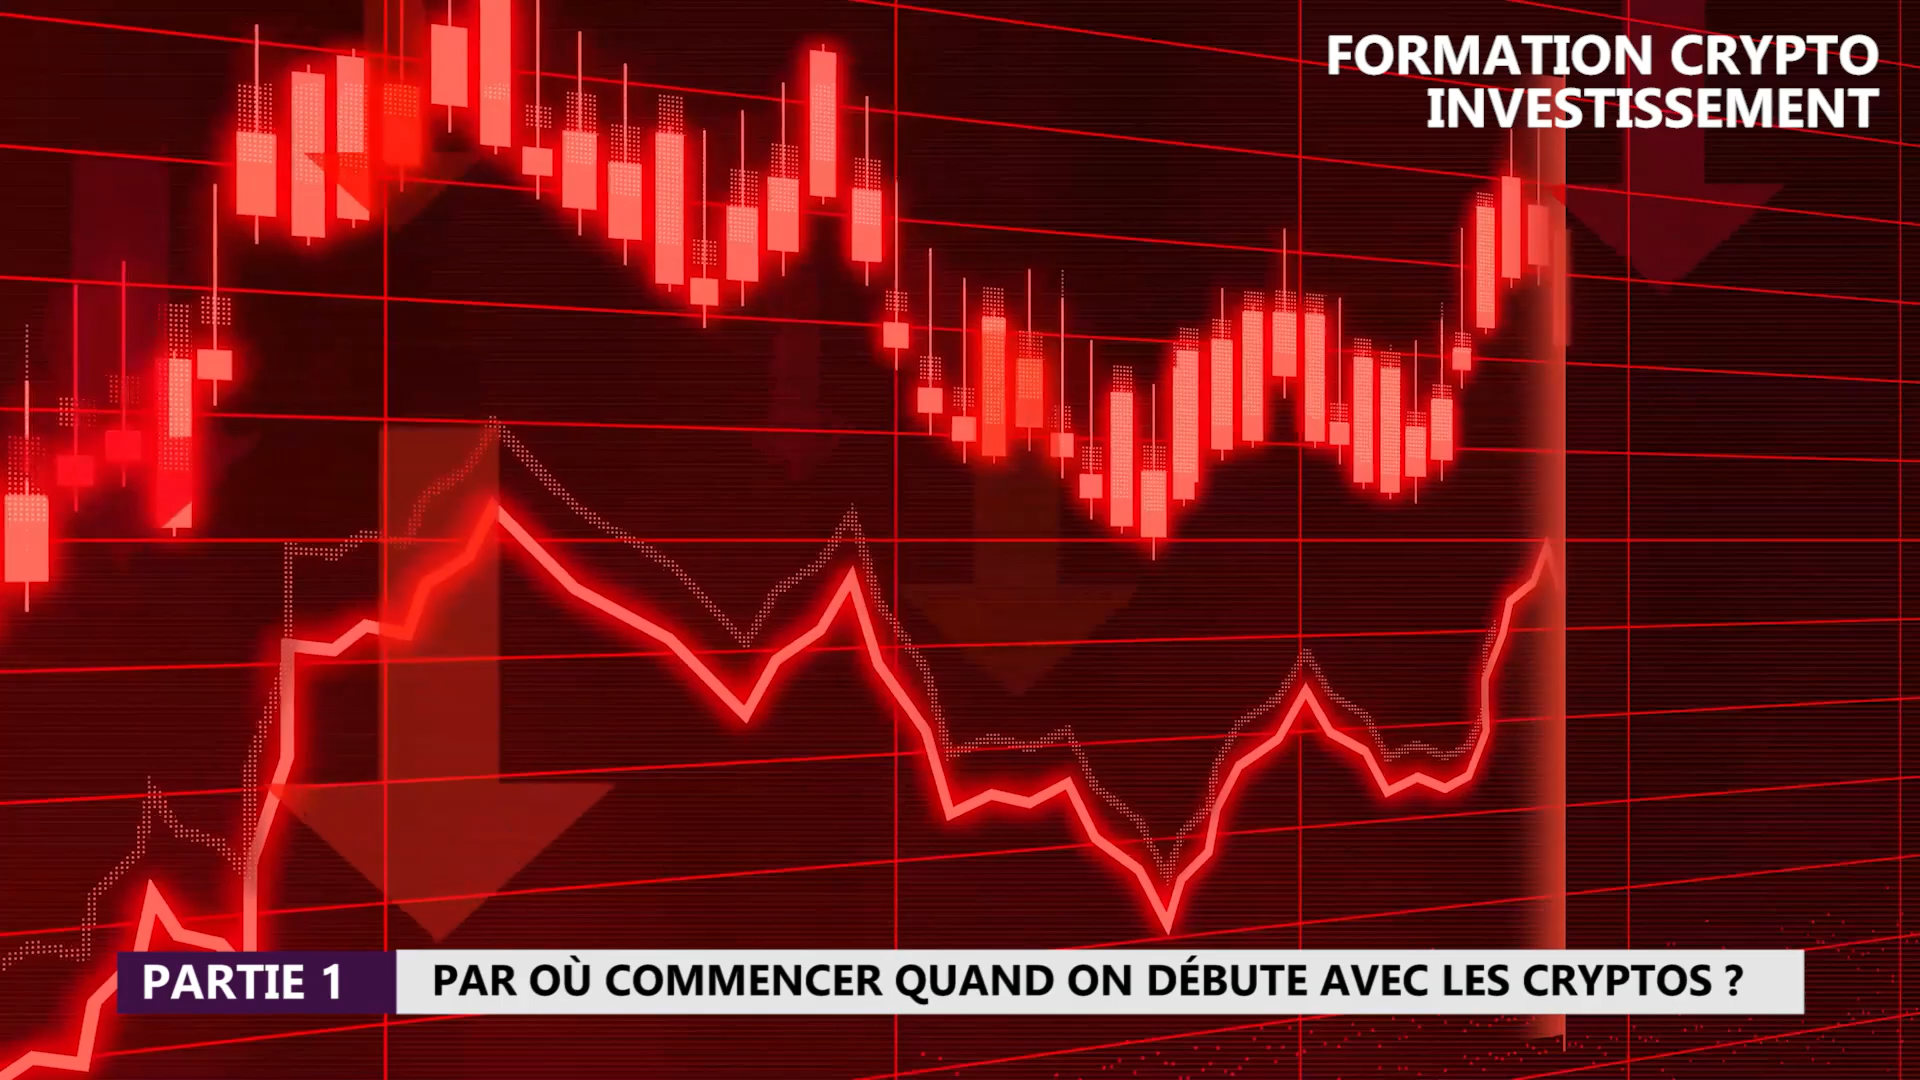 FORMATION CRYPTO
INVESTISSEMENT
PARTIE 1
PAR OÙ COMMENCER QUAND ON DÉBUTE AVEC LES CRYPTOS ?